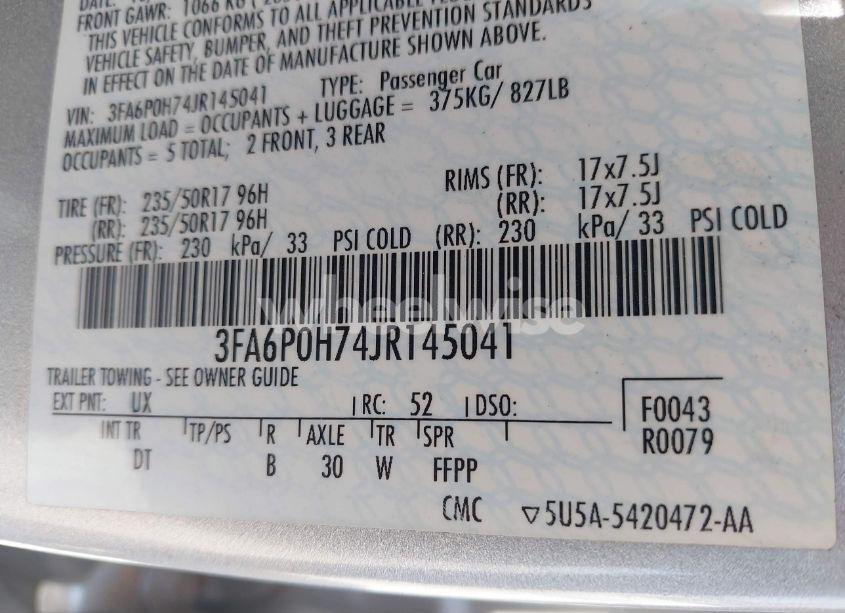 FRONT GAWR: 1066 KG
THIS VEHICLE CONFORMS TO ALL APPLICABLE
VEHICLE SAFETY, BUMPER, AND THEFT PREVENTION STANDARDS
IN EFFECT ON THE DATE OF MANUFACTURE SHOWN ABOVE.
VIN: 3FA6P0H74JR145041 TYPE: Passenger Car
MAXIMUM LOAD = OCCUPANTS + LUGGAGE = 375KG/ 827LB
OCCUPANTS = 5 TOTAL; 2 FRONT, 3 REAR
TIRE (FR): 235/50R17 96H RIMS (FR): 17x7.5J
(RR): 235/50R17 96H (RR): 17x7.5J
PRESSURE (FR): 230 kPa/ 33 PSI COLD (RR): 230 kPa/ 33 PSI COLD
wheelwise
3FA6P0H74JR145041
TRAILER TOWING - SEE OWNER GUIDE
EXT PNT: UX RC: 52 DSO: F0043
INT TR TP/PS R AXLE TR SPR R0079
DT B 30 W FFPP
CMC ▽5U5A-5420472-AA